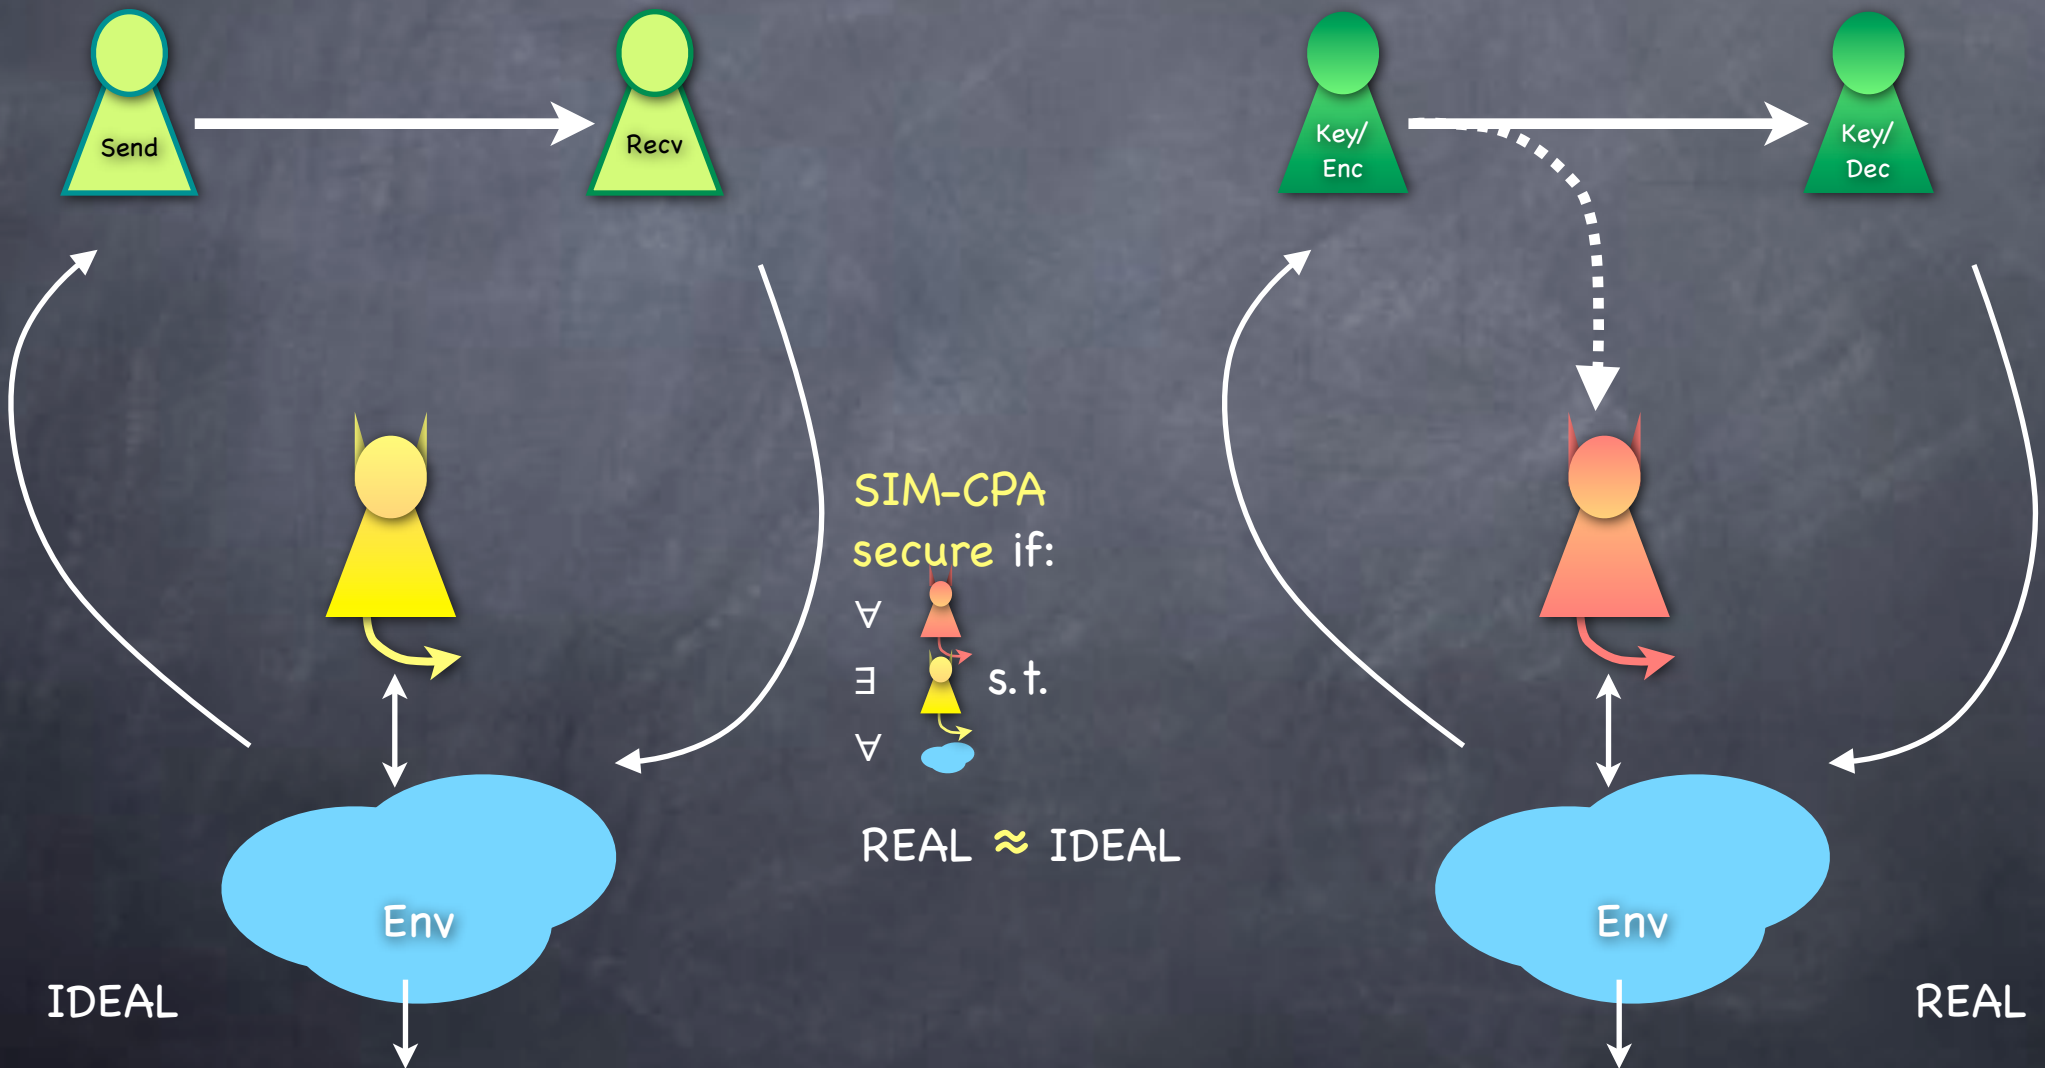 Send
Recv
Key/
Enc
Key/
Dec
SIM-CPA
secure if:
∀
∃ s.t.
∀
REAL ≈ IDEAL
Env
Env
IDEAL
REAL